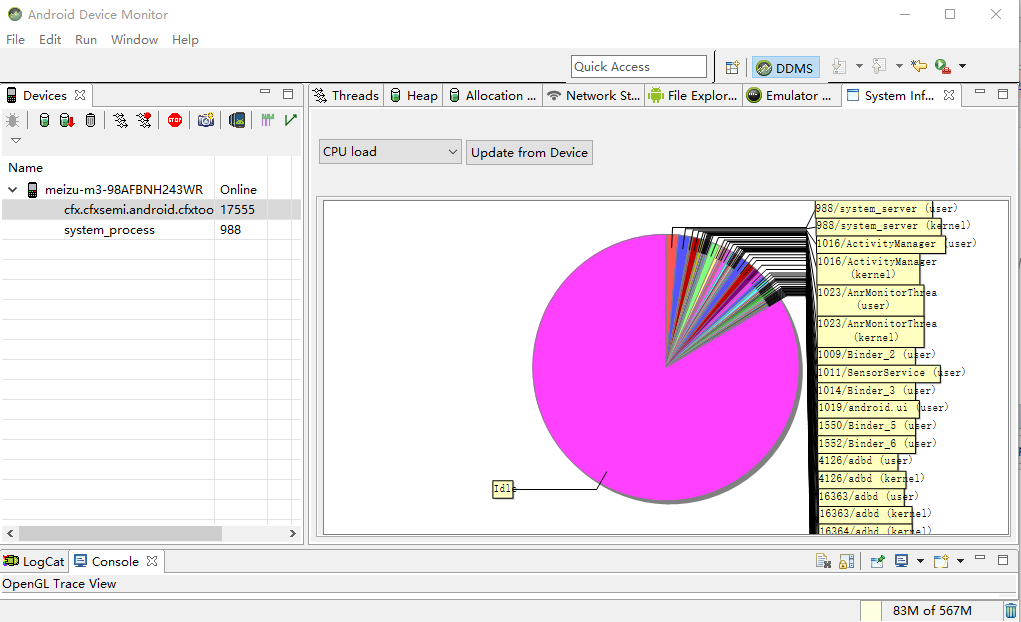 Android Device Monitor
File Edit Run Window Help
Quick Access
DDMS
Devices
Threads
Heap
Allocation ...
Network St...
File Explor...
Emulator ...
System Inf...
STOP
CPU load
Update from Device
Name
meizu-m3-98AFBNH243WR Online
cfx.cfxsemi.android.cfxtoo 17555
system_process 988
988/system_server (user)
988/system_server (kernel)
1016/ActivityManager (user)
1016/ActivityManager
(kernel)
1023/AnrMonitorThrea
(user)
1023/AnrMonitorThrea
(kernel)
1009/Binder_2 (user)
1011/SensorService (user)
1014/Binder_3 (user)
1019/android.ui (user)
1550/Binder_5 (user)
1552/Binder_6 (user)
4126/adbd (user)
4126/adbd (kernel)
16363/adbd (user)
16363/adbd (kernel)
16364/adbd (kernel)
Idle
LogCat
Console
OpenGL Trace View
83M of 567M